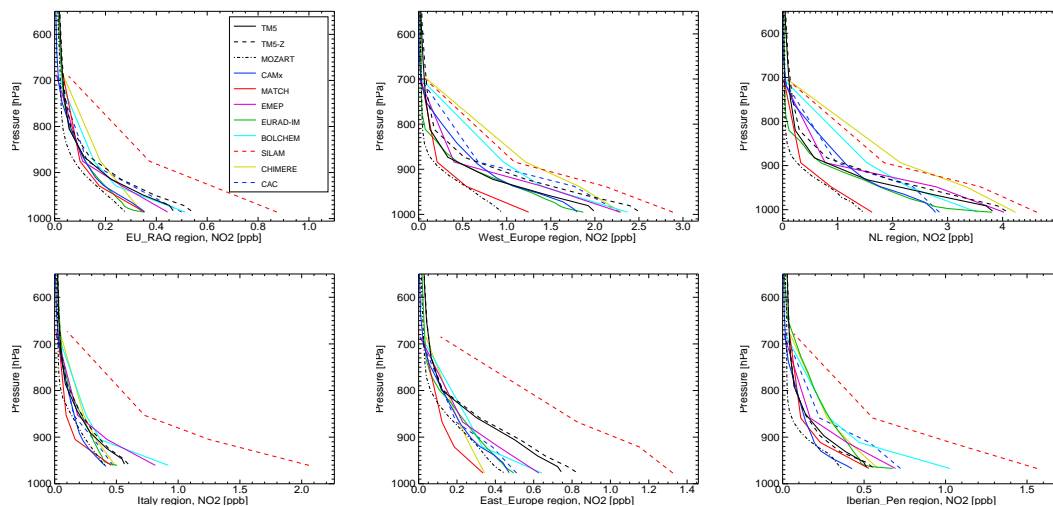 600
700
800
900
1000
Pressure [hPa]
0.0 0.2 0.4 0.6 0.8 1.0
EU_RAQ region, NO2 [ppb]
TM5
TM5-Z
MOZART
CAMx
MATCH
EMEP
EURAD-IM
BOLCHEM
SILAM
CHIMERE
CAC
600
700
800
900
1000
Pressure [hPa]
0.0 0.5 1.0 1.5 2.0 2.5 3.0
West_Europe region, NO2 [ppb]
600
700
800
900
1000
Pressure [hPa]
0 1 2 3 4
NL region, NO2 [ppb]
600
700
800
900
1000
Pressure [hPa]
0.0 0.5 1.0 1.5 2.0
Italy region, NO2 [ppb]
600
700
800
900
1000
Pressure [hPa]
0.0 0.2 0.4 0.6 0.8 1.0 1.2 1.4
East_Europe region, NO2 [ppb]
600
700
800
900
1000
Pressure [hPa]
0.0 0.5 1.0 1.5
Iberian_Pen region, NO2 [ppb]